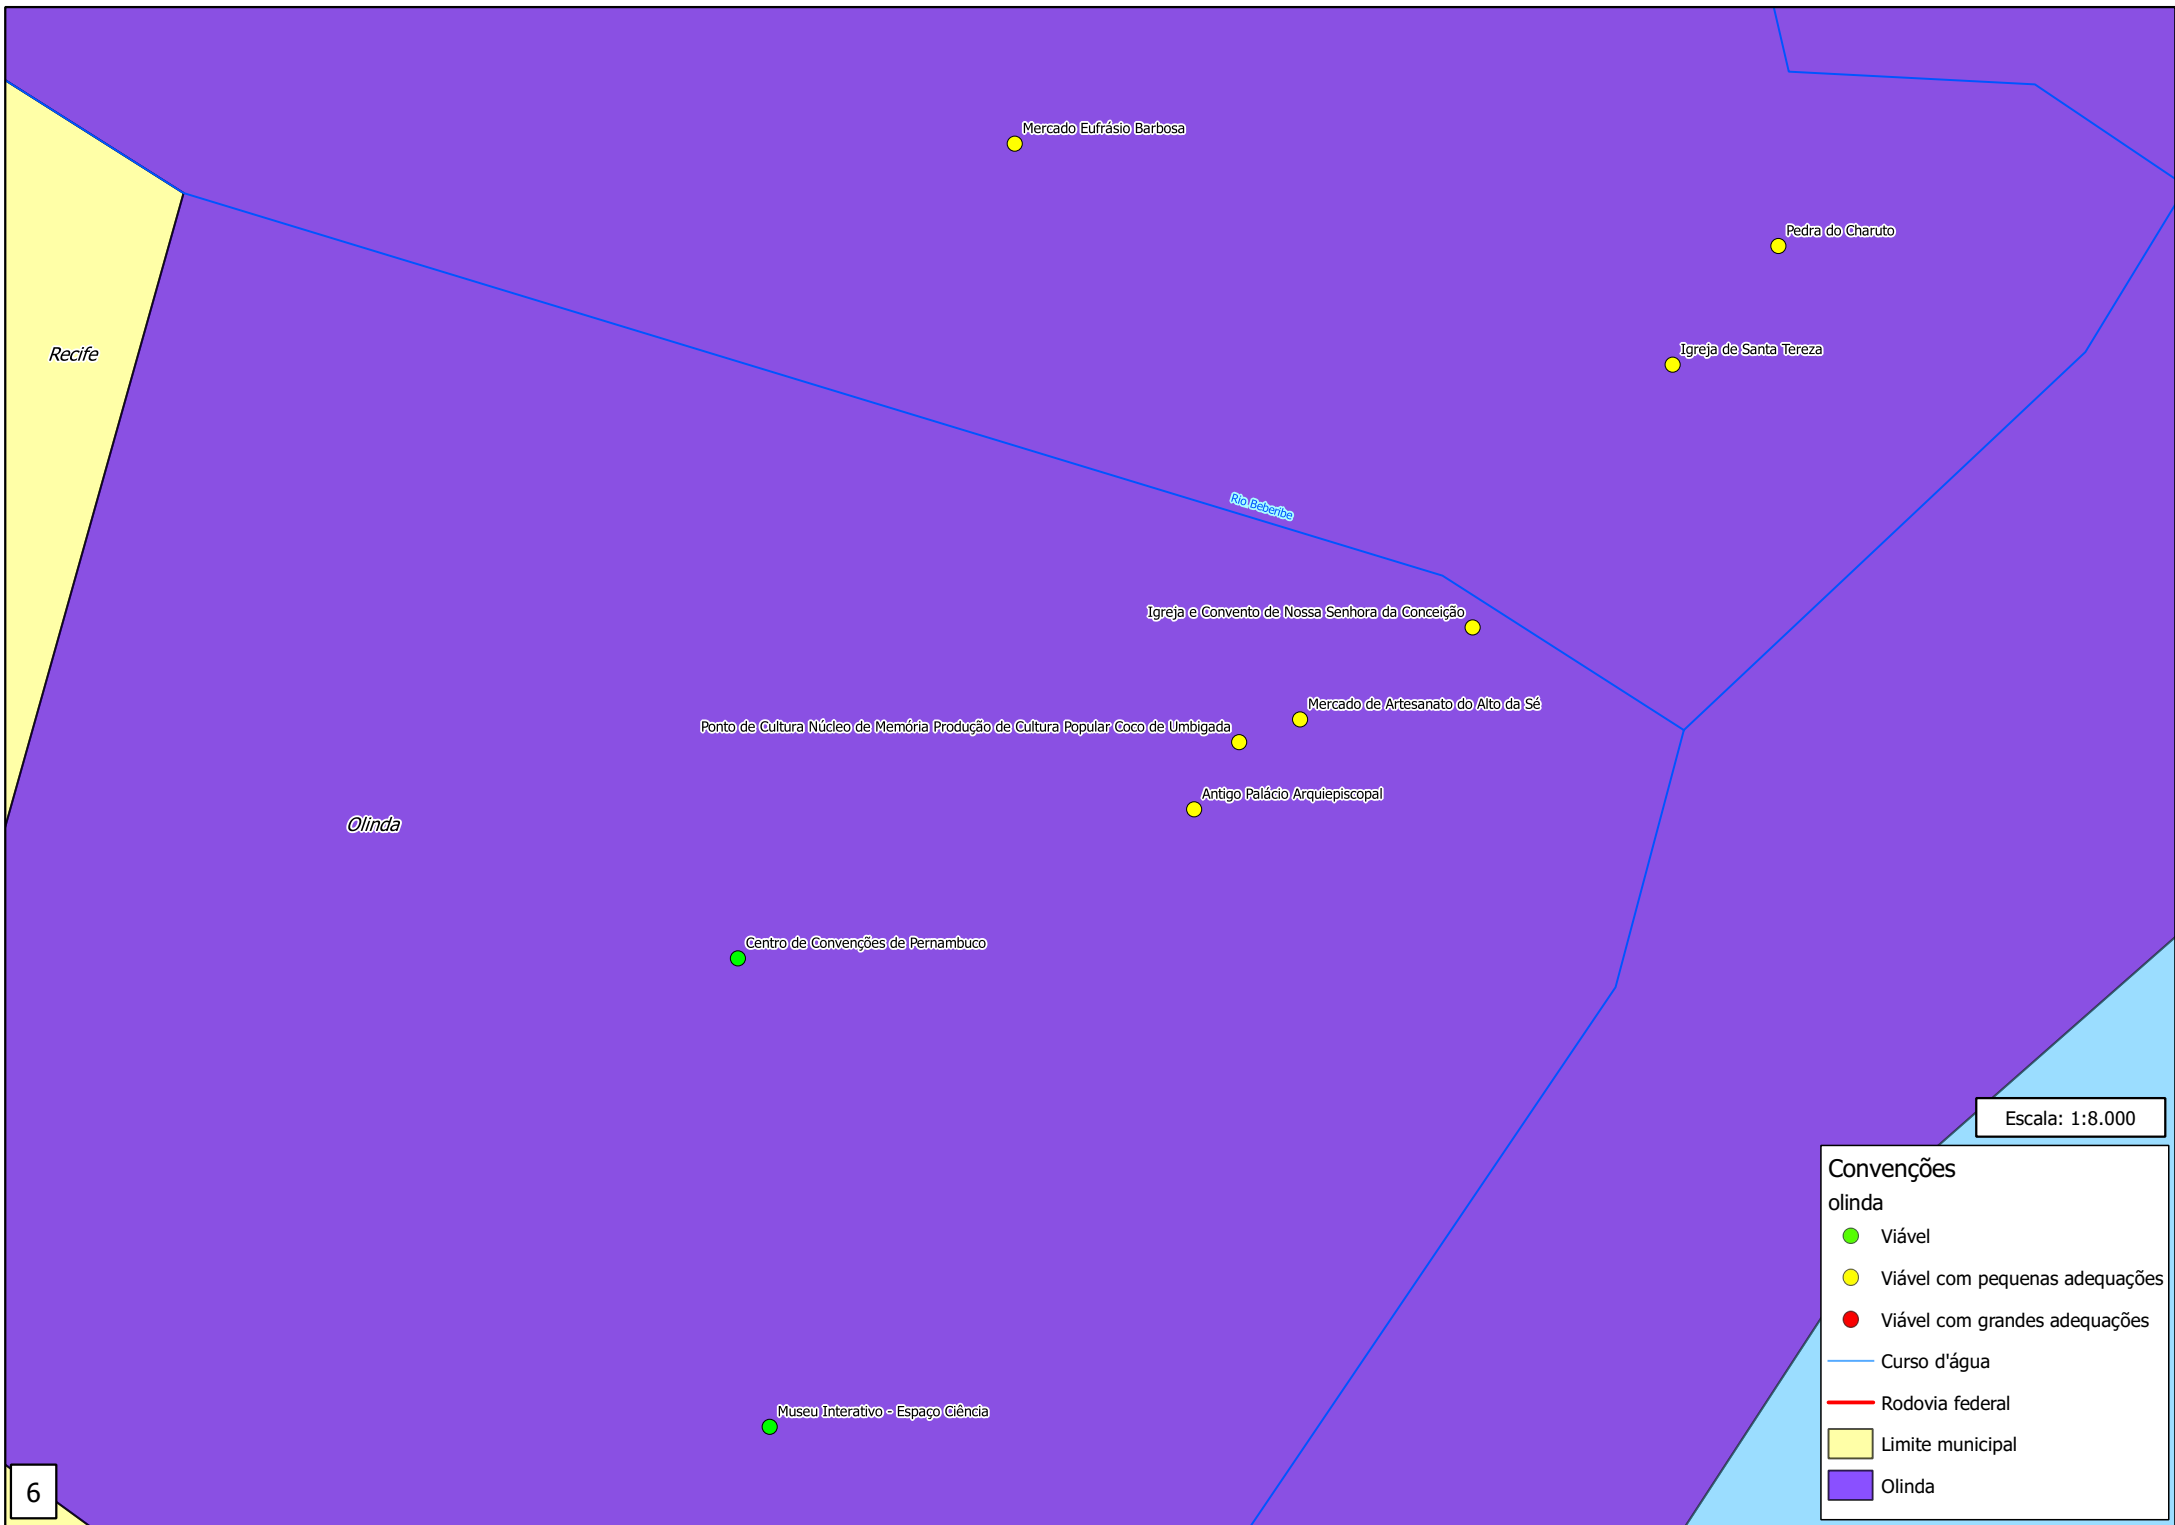 Mercado Eufrásio Barbosa
Pedra do Charuto
Recife
Igreja de Santa Tereza
Rio Beberibe
Igreja e Convento de Nossa Senhora da Conceição
Mercado de Artesanato do Alto da Sé
Ponto de Cultura Núcleo de Memória Produção de Cultura Popular Coco de Umbigada
Antigo Palácio Arquiepiscopal
Olinda
Centro de Convenções de Pernambuco
Museu Interativo - Espaço Ciência
6
Escala: 1:8.000
Convenções
olinda
Viável
Viável com pequenas adequações
Viável com grandes adequações
Curso d'água
Rodovia federal
Limite municipal
Olinda